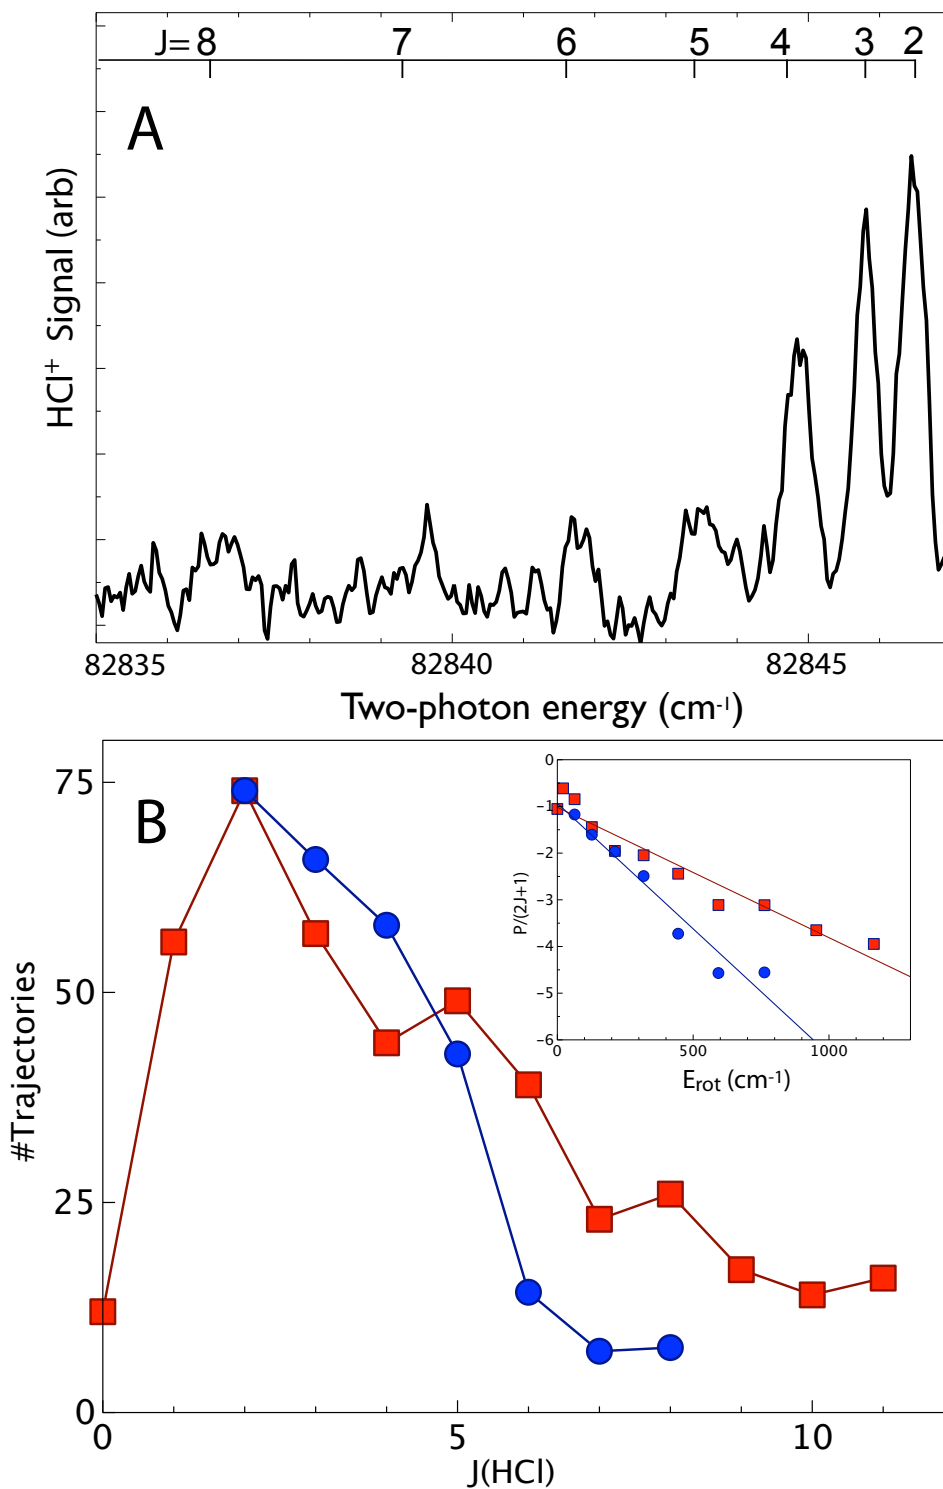 J= 8 7 6 5 4 3 2
A
HCl⁺ Signal (arb)
82835 82840 82845
Two-photon energy (cm⁻¹)
B
75
50
25
0
#Trajectories
0 5 10
J(HCl)
0
-1
-2
-3
-4
-5
-6
P/(2J+1)
0 500 1000
Erot (cm⁻¹)